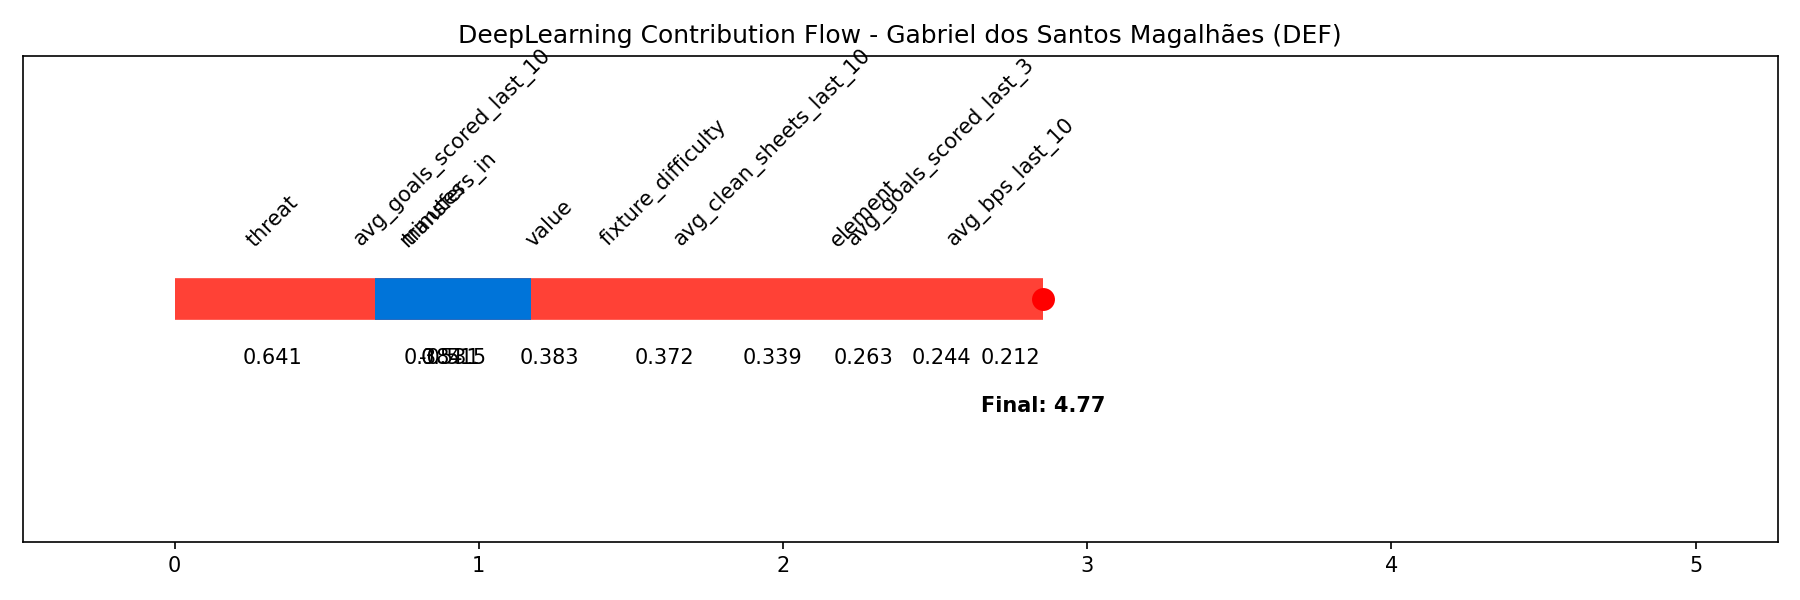 DeepLearning Contribution Flow - Gabriel dos Santos Magalhães (DEF)
threat
avg_goals_scored_last_10
minutes
transfers_in
value
fixture_difficulty
avg_clean_sheets_last_10
element
avg_goals_scored_last_3
avg_bps_last_10
0.641
0.383
0.372
0.339
0.263
0.244
0.212
Final: 4.77
0
1
2
3
4
5